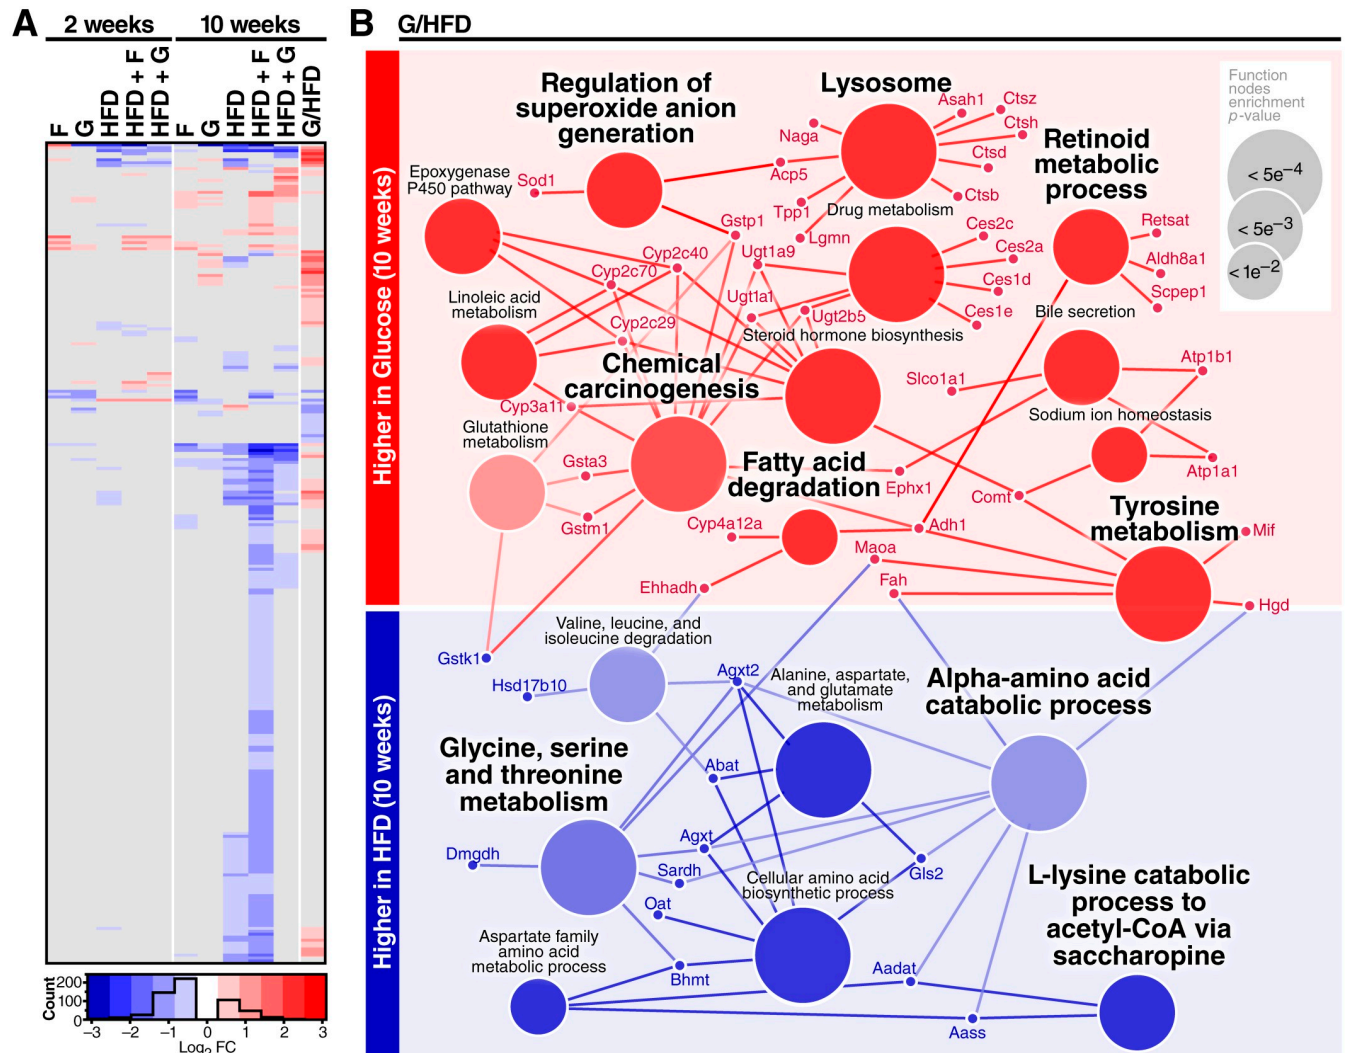 A
2 weeks
10 weeks
F
G
HFD
HFD + F
HFD + G
F
G
HFD
HFD + F
HFD + G
G/HFD
Count
200
100
0
−3
−2
−1
0
1
2
3
Log2 FC
B
G/HFD
Higher in Glucose (10 weeks)
Higher in HFD (10 weeks)
Function
nodes
enrichment
p-value
< 5e−4
< 5e−3
< 1e−2
Regulation of
superoxide anion
generation
Lysosome
Retinoid
metabolic
process
Epoxygenase
P450 pathway
Sod1
Naga
Acp5
Tpp1
Lgmn
Asah1
Ctsz
Ctsh
Ctsd
Ctsb
Drug metabolism
Gstp1
Cyp2c40
Cyp2c70
Ugt1a9
Ces2c
Ces2a
Ces1d
Ces1e
Retsat
Aldh8a1
Scpep1
Linoleic acid
metabolism
Ugt1a1
Ugt2b5
Cyp2c29
Steroid hormone biosynthesis
Bile secretion
Chemical
carcinogenesis
Slco1a1
Atp1b1
Cyp3a11
Sodium ion homeostasis
Glutathione
metabolism
Gsta3
Fatty acid
degradation
Ephx1
Atp1a1
Comt
Gstm1
Cyp4a12a
Adh1
Tyrosine
metabolism
Mif
Maoa
Ehhadh
Fah
Hgd
Valine, leucine, and
isoleucine degradation
Gstk1
Hsd17b10
Agxt2
Alanine, aspartate,
and glutamate
metabolism
Alpha-amino acid
catabolic process
Glycine, serine
and threonine
metabolism
Abat
Agxt
Dmgdh
Sardh
Gls2
Cellular amino acid
biosynthetic process
Oat
L-lysine catabolic
process to
acetyl-CoA via
saccharopine
Aspartate family
amino acid
metabolic process
Bhmt
Aadat
Aass